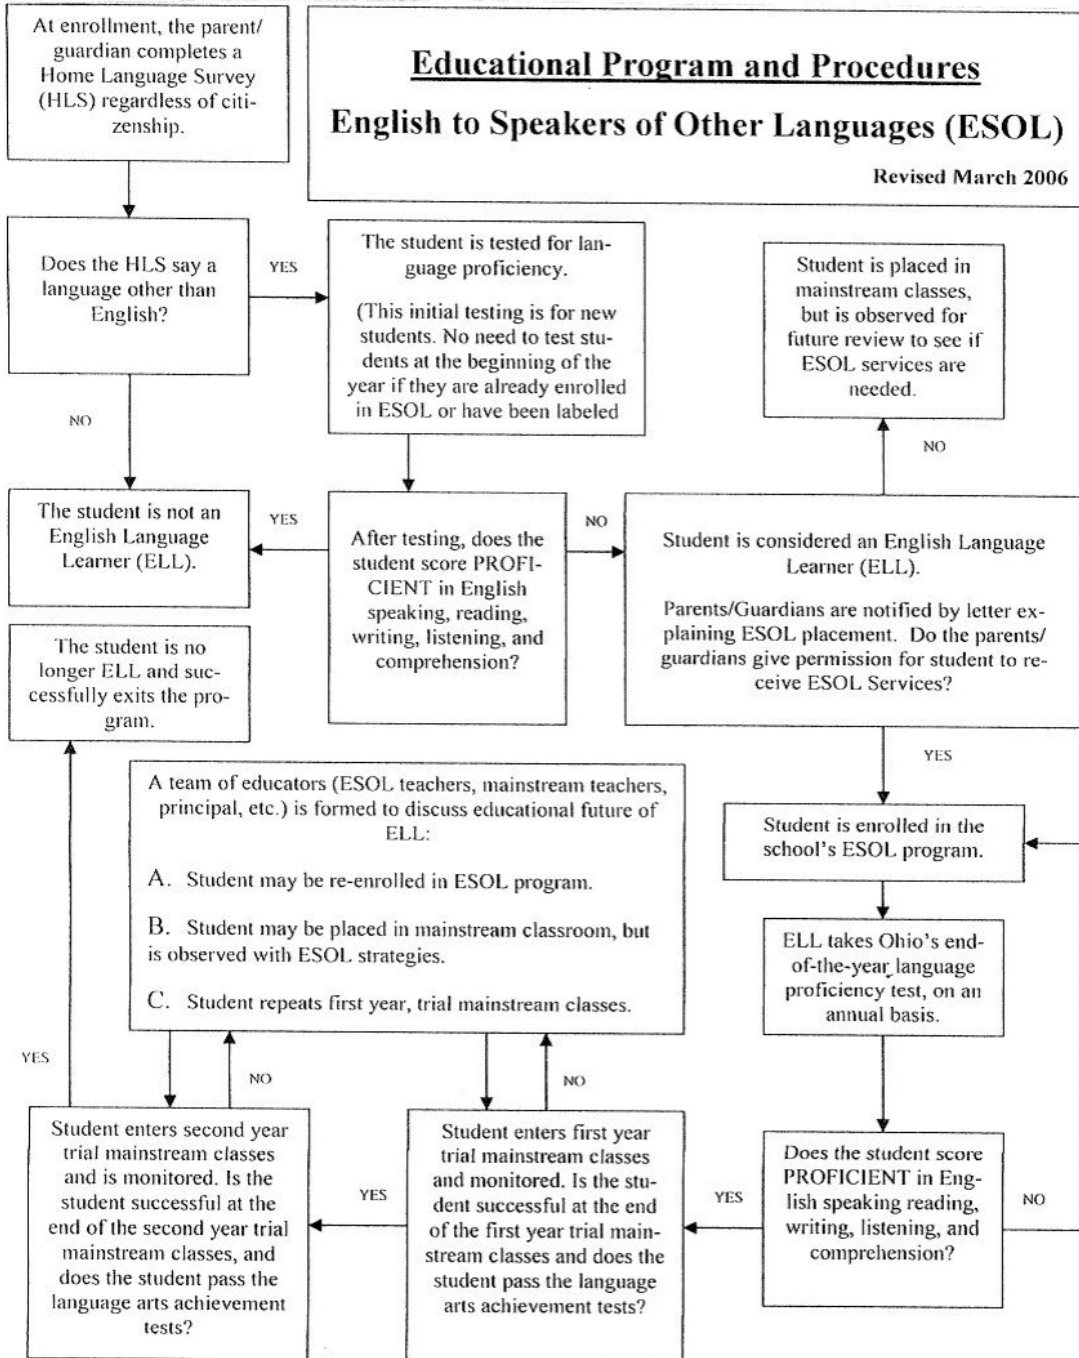 At enrollment, the parent/
guardian completes a
Home Language Survey
(HLS) regardless of citi-
zenship.
Educational Program and Procedures
English to Speakers of Other Languages (ESOL)
Revised March 2006
Does the HLS say a
language other than
English?
YES
The student is tested for lan-
guage proficiency.
(This initial testing is for new
students. No need to test stu-
dents at the beginning of the
year if they are already enrolled
in ESOL or have been labeled
Student is placed in
mainstream classes,
but is observed for
future review to see if
ESOL services are
needed.
NO
NO
The student is not an
English Language
Learner (ELL).
YES
After testing, does the
student score PROFI-
CIENT in English
speaking, reading,
writing, listening, and
comprehension?
NO
Student is considered an English Language
Learner (ELL).
Parents/Guardians are notified by letter ex-
plaining ESOL placement. Do the parents/
guardians give permission for student to re-
ceive ESOL Services?
The student is no
longer ELL and suc-
cessfully exits the pro-
gram.
YES
A team of educators (ESOL teachers, mainstream teachers,
principal, etc.) is formed to discuss educational future of
ELL:
A. Student may be re-enrolled in ESOL program.
B. Student may be placed in mainstream classroom, but
is observed with ESOL strategies.
C. Student repeats first year, trial mainstream classes.
Student is enrolled in the
school's ESOL program.
ELL takes Ohio's end-
of-the-year language
proficiency test, on an
annual basis.
YES
NO
NO
Student enters second year
trial mainstream classes
and is monitored. Is the
student successful at the
end of the second year trial
mainstream classes, and
does the student pass the
language arts achievement
tests?
YES
Student enters first year
trial mainstream classes
and monitored. Is the stu-
dent successful at the end
of the first year trial main-
stream classes and does the
student pass the language
arts achievement tests?
YES
Does the student score
PROFICIENT in Eng-
lish speaking reading,
writing, listening, and
comprehension?
NO